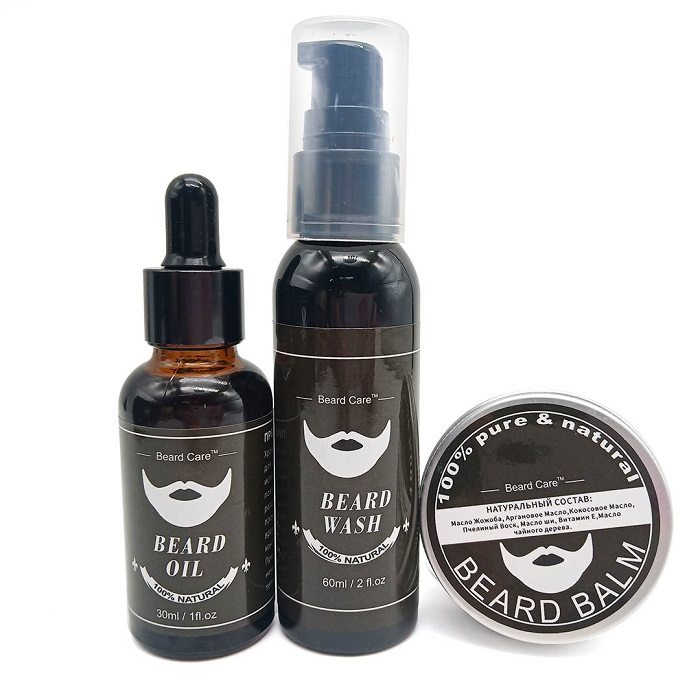 Beard Care™
BEARD
OIL
100% NATURAL
30ml / 1fl.oz
Beard Care™
BEARD
WASH
100% NATURAL
60ml / 2 fl.oz
100% pure & natural
Beard Care™
НАТУРАЛЬНЫЙ СОСТАВ:
Масло Жожоба, Аргановое Масло,Кокосовое Масло,
Пчелиный Воск, Масло ши, Витамин Е,Масло
чайного дерева.
BEARD BALM